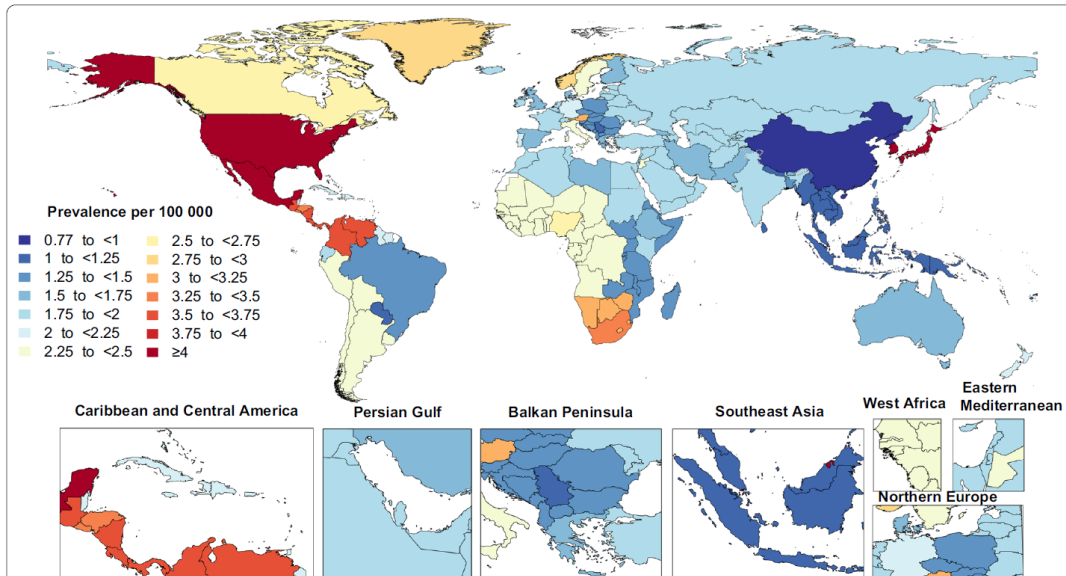 Prevalence per 100 000
0.77 to <1
1 to <1.25
1.25 to <1.5
1.5 to <1.75
1.75 to <2
2 to <2.25
2.25 to <2.5
2.5 to <2.75
2.75 to <3
3 to <3.25
3.25 to <3.5
3.5 to <3.75
3.75 to <4
≥4
Caribbean and Central America
Persian Gulf
Balkan Peninsula
Southeast Asia
West Africa
Eastern
Mediterranean
Northern Europe